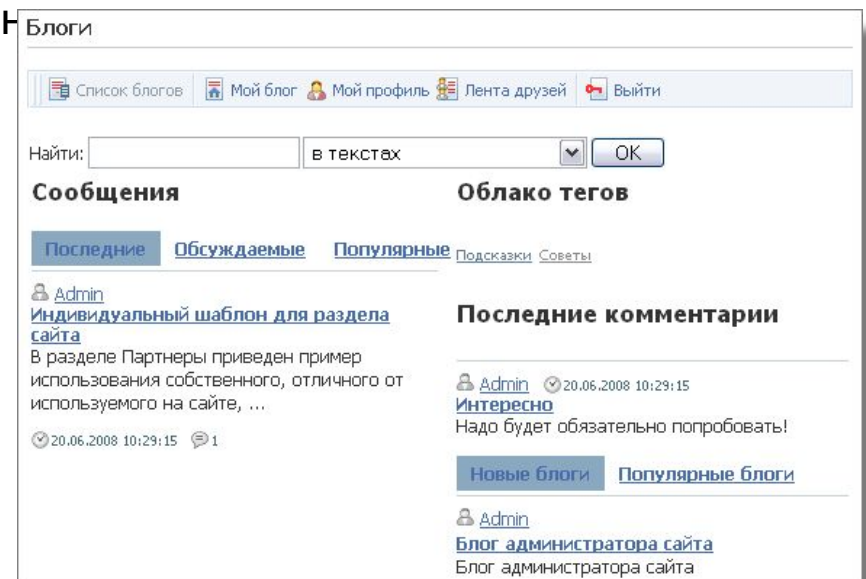 Блоги
Список блогов Мой блог Мой профиль Лента друзей Выйти
Найти: в текстах OK
Сообщения
Последние Обсуждаемые Популярные
Admin
Индивидуальный шаблон для раздела
сайта
В разделе Партнеры приведен пример
использования собственного, отличного от
используемого на сайте, ...
20.06.2008 10:29:15 1
Облако тегов
Подсказки Советы
Последние комментарии
Admin 20.06.2008 10:29:15
Интересно
Надо будет обязательно попробовать!
Новые блоги Популярные блоги
Admin
Блог администратора сайта
Блог администратора сайта